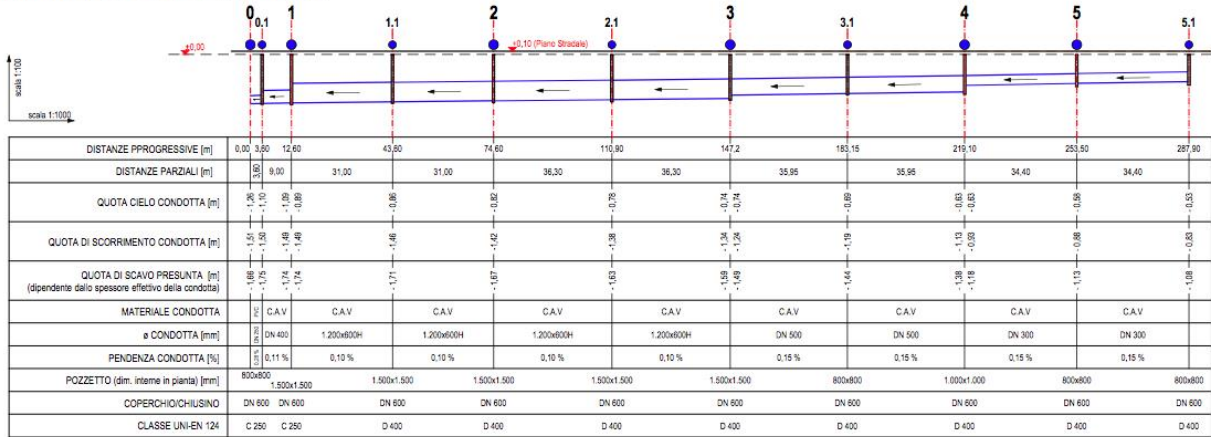 0 0.1 1 1.1 2 2.1 3 3.1 4 5 5.1
±0,00
±0,10 (Piano Stradale)
scala 1:100
scala 1:1000
DISTANZE PPROGRESSIVE [m] 0,00 3,60 12,60 43,60 74,60 110,90 147,2 183,15 219,10 253,50 287,90
DISTANZE PARZIALI [m] 3,60 9,00 31,00 31,00 36,30 36,30 35,95 35,95 34,40 34,40
QUOTA CIELO CONDOTTA [m] - 1,26 - 1,10 - 1,09 - 0,89 - 0,86 - 0,82 - 0,78 - 0,74 - 0,74 - 0,69 - 0,63 - 0,63 - 0,58 - 0,53
QUOTA DI SCORRIMENTO CONDOTTA [m] - 1,51 - 1,50 - 1,49 - 1,49 - 1,46 - 1,42 - 1,38 - 1,34 - 1,24 - 1,19 - 1,13 - 0,93 - 0,88 - 0,83
QUOTA DI SCAVO PRESUNTA [m] - 1,66 - 1,75 - 1,74 - 1,74 - 1,71 - 1,67 - 1,63 - 1,59 - 1,49 - 1,44 - 1,38 - 1,18 - 1,13 - 1,08
(dipendente dallo spessore effettivo della condotta)
MATERIALE CONDOTTA PVC C.A.V C.A.V C.A.V C.A.V C.A.V C.A.V C.A.V C.A.V C.A.V
ø CONDOTTA [mm] DN 250 DN 400 1.200x600H 1.200x600H 1.200x600H 1.200x600H DN 500 DN 500 DN 300 DN 300
PENDENZA CONDOTTA [%] 0,11 % 0,10 % 0,10 % 0,10 % 0,10 % 0,15 % 0,15 % 0,15 % 0,15 %
POZZETTO (dim. interne in pianta) [mm] 800x800 1.500x1.500 1.500x1.500 1.500x1.500 1.500x1.500 1.500x1.500 800x800 1.000x1.000 800x800 800x800
COPERCHIO/CHIUSINO DN 600 DN 600 DN 600 DN 600 DN 600 DN 600 DN 600 DN 600 DN 600 DN 600
CLASSE UNI-EN 124 C 250 C 250 D 400 D 400 D 400 D 400 D 400 D 400 D 400 D 400